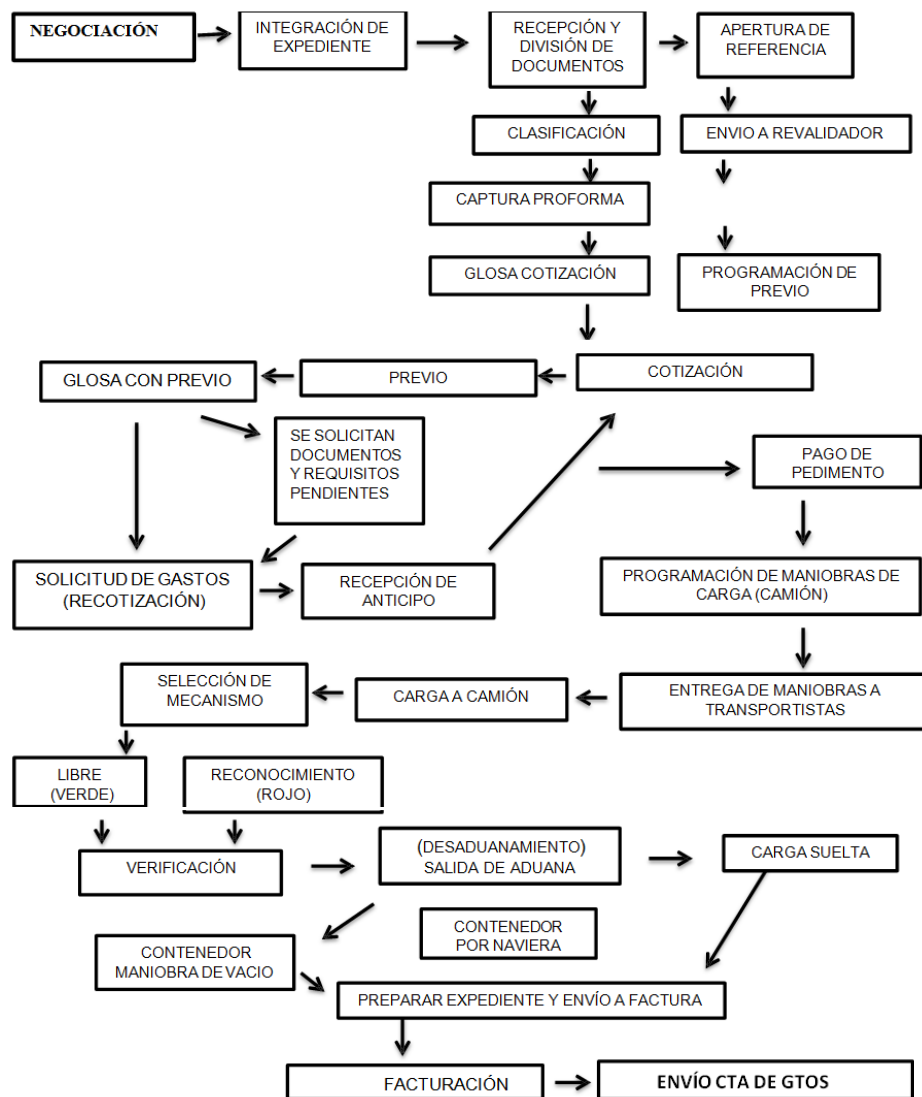 NEGOCIACIÓN
INTEGRACIÓN DE
EXPEDIENTE
RECEPCIÓN Y
DIVISIÓN DE
DOCUMENTOS
APERTURA DE
REFERENCIA
CLASIFICACIÓN
ENVIO A REVALIDADOR
CAPTURA PROFORMA
GLOSA COTIZACIÓN
PROGRAMACIÓN DE
PREVIO
GLOSA CON PREVIO
PREVIO
COTIZACIÓN
SE SOLICITAN
DOCUMENTOS
Y REQUISITOS
PENDIENTES
PAGO DE
PEDIMENTO
SOLICITUD DE GASTOS
(RECOTIZACIÓN)
RECEPCIÓN DE
ANTICIPO
PROGRAMACIÓN DE MANIOBRAS DE
CARGA (CAMIÓN)
SELECCIÓN DE
MECANISMO
CARGA A CAMIÓN
ENTREGA DE MANIOBRAS A
TRANSPORTISTAS
LIBRE
(VERDE)
RECONOCIMIENTO
(ROJO)
VERIFICACIÓN
(DESADUANAMIENTO)
SALIDA DE ADUANA
CARGA SUELTA
CONTENEDOR
POR NAVIERA
CONTENEDOR
MANIOBRA DE VACIO
PREPARAR EXPEDIENTE Y ENVÍO A FACTURA
FACTURACIÓN
ENVÍO CTA DE GTOS